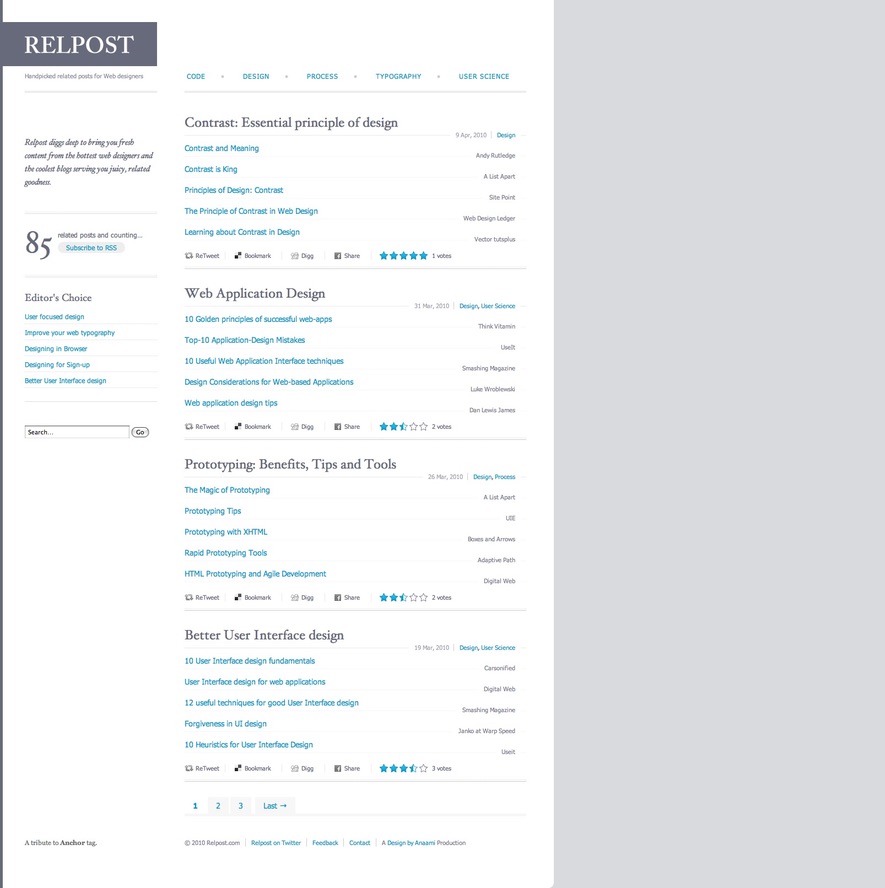 RELPOST
Handpicked related posts for Web designers
CODE • DESIGN • PROCESS • TYPOGRAPHY • USER SCIENCE
Relpost diggs deep to bring you fresh
content from the hottest web designers and
the coolest blogs serving you juicy, related
goodness.
85 related posts and counting...
Subscribe to RSS
Editor's Choice
User focused design
Improve your web typography
Designing in Browser
Designing for Sign-up
Better User Interface design
Search... Go
Contrast: Essential principle of design
9 Apr, 2010 | Design
Contrast and Meaning
Andy Rutledge
Contrast is King
A List Apart
Principles of Design: Contrast
Site Point
The Principle of Contrast in Web Design
Web Design Ledger
Learning about Contrast in Design
Vector tutsplus
ReTweet Bookmark Digg Share 1 votes
Web Application Design
31 Mar, 2010 | Design, User Science
10 Golden principles of successful web-apps
Think Vitamin
Top-10 Application-Design Mistakes
UseIt
10 Useful Web Application Interface techniques
Smashing Magazine
Design Considerations for Web-based Applications
Luke Wroblewski
Web application design tips
Dan Lewis James
ReTweet Bookmark Digg Share 2 votes
Prototyping: Benefits, Tips and Tools
26 Mar, 2010 | Design, Process
The Magic of Prototyping
A List Apart
Prototyping Tips
UIE
Prototyping with XHTML
Boxes and Arrows
Rapid Prototyping Tools
Adaptive Path
HTML Prototyping and Agile Development
Digital Web
ReTweet Bookmark Digg Share 2 votes
Better User Interface design
19 Mar, 2010 | Design, User Science
10 User Interface design fundamentals
Carsonified
User Interface design for web applications
Digital Web
12 useful techniques for good User Interface design
Smashing Magazine
Forgiveness in UI design
Janko at Warp Speed
10 Heuristics for User Interface Design
Useit
ReTweet Bookmark Digg Share 3 votes
1 2 3 Last →
A tribute to Anchor tag.
© 2010 Relpost.com | Relpost on Twitter | Feedback | Contact | A Design by Anaami Production